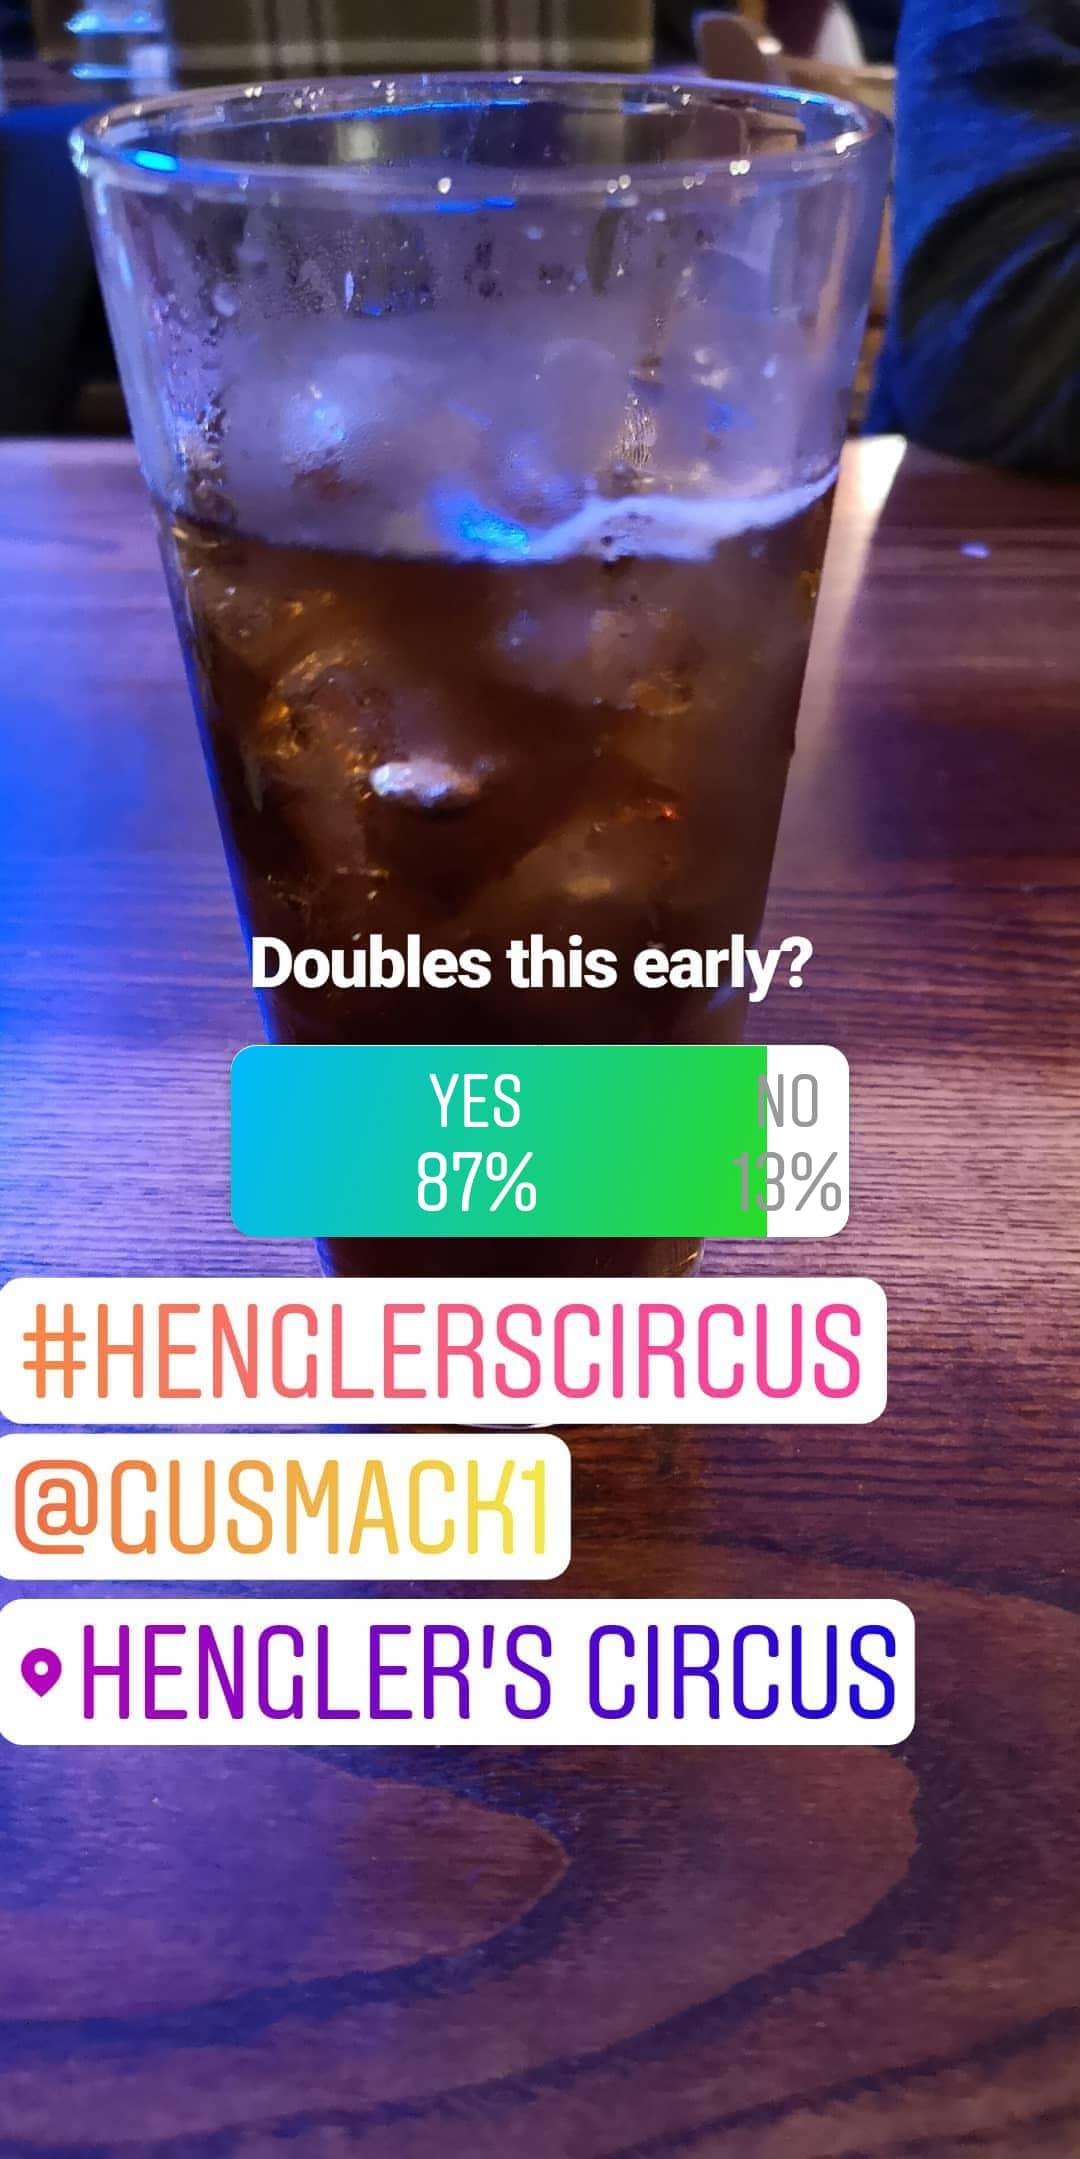 Doubles this early?
YES NO
87% 13%
#HENGLERSCIRCUS
@GUSMACK1
HENGLER'S CIRCUS